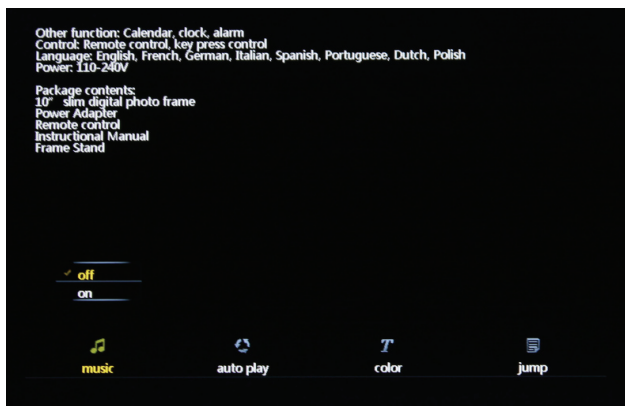 Other function: Calendar, clock, alarm
Control: Remote control, key press control
Language: English, French, German, Italian, Spanish, Portuguese, Dutch, Polish
Power: 110-240V
Package contents:
10” slim digital photo frame
Power Adapter
Remote control
Instructional Manual
Frame Stand
off
on
music auto play color jump